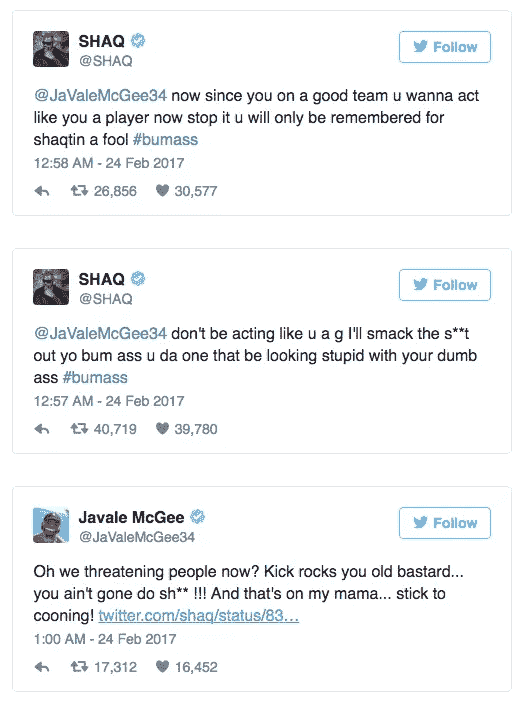 SHAQ
Follow
@SHAQ
@JaValeMcGee34 now since you on a good team u wanna act
like you a player now stop it u will only be remembered for
shaqtin a fool #bumass
12:58 AM - 24 Feb 2017
26,856 30,577
SHAQ
Follow
@SHAQ
@JaValeMcGee34 don't be acting like u a g I'll smack the s**t
out yo bum ass u da one that be looking stupid with your dumb
ass #bumass
12:57 AM - 24 Feb 2017
40,719 39,780
Javale McGee
Follow
@JaValeMcGee34
Oh we threatening people now? Kick rocks you old bastard...
you ain't gone do sh** !!! And that's on my mama... stick to
cooning! twitter.com/shaq/status/83…
1:00 AM - 24 Feb 2017
17,312 16,452